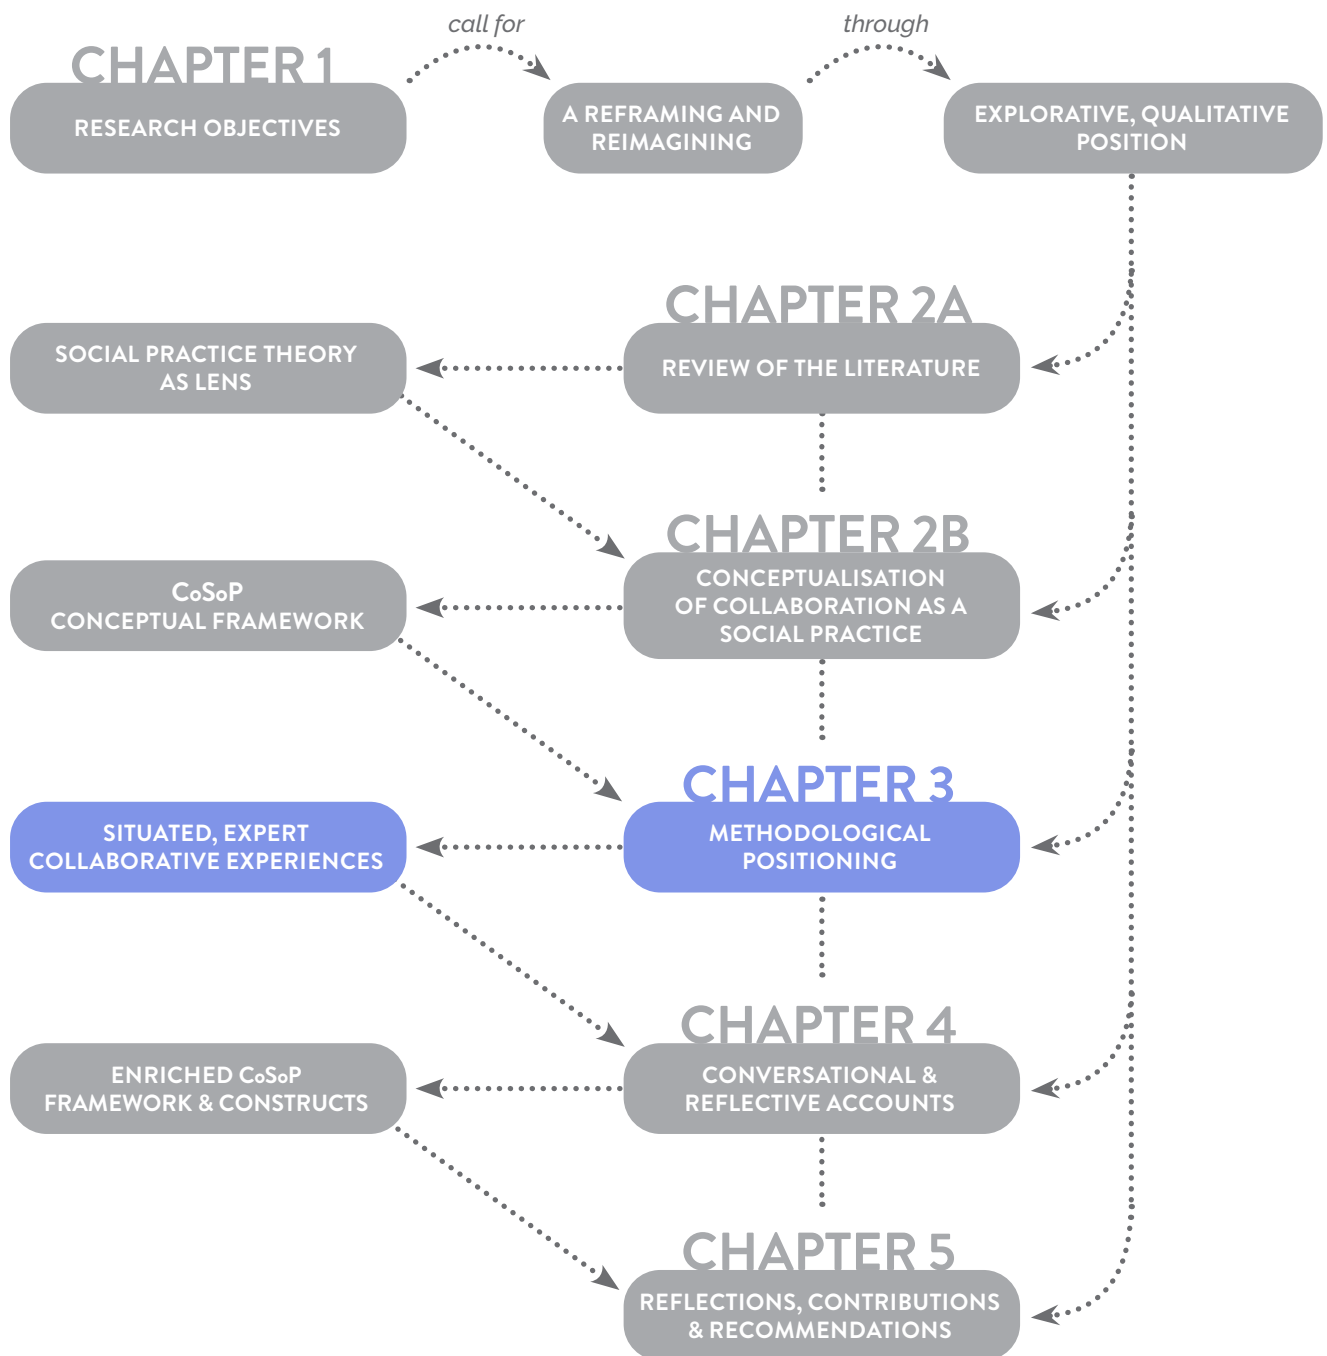 call for
through
CHAPTER 1
RESEARCH OBJECTIVES
A REFRAMING AND
REIMAGINING
EXPLORATIVE, QUALITATIVE
POSITION
CHAPTER 2A
SOCIAL PRACTICE THEORY
AS LENS
REVIEW OF THE LITERATURE
CHAPTER 2B
CoSoP
CONCEPTUAL FRAMEWORK
CONCEPTUALISATION
OF COLLABORATION AS A
SOCIAL PRACTICE
CHAPTER 3
SITUATED, EXPERT
COLLABORATIVE EXPERIENCES
METHODOLOGICAL
POSITIONING
CHAPTER 4
ENRICHED CoSoP
FRAMEWORK & CONSTRUCTS
CONVERSATIONAL &
REFLECTIVE ACCOUNTS
CHAPTER 5
REFLECTIONS, CONTRIBUTIONS
& RECOMMENDATIONS